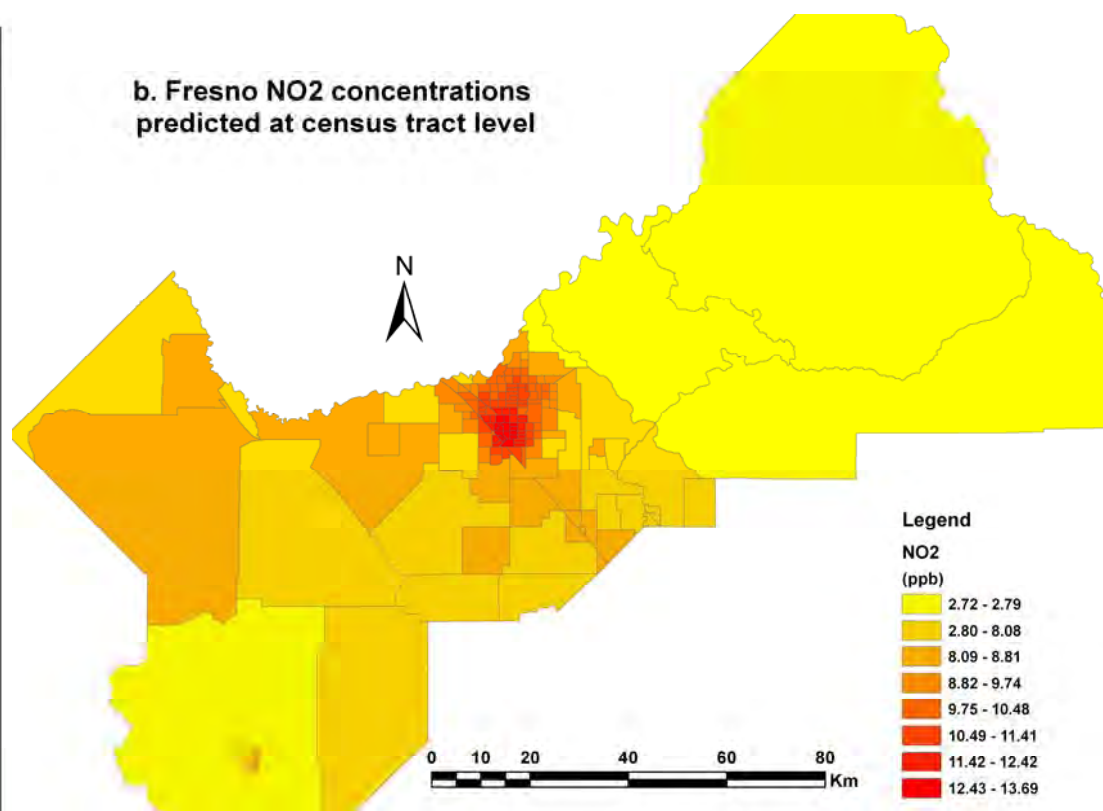 b. Fresno NO2 concentrations
predicted at census tract level
N
Legend
NO2
(ppb)
2.72 - 2.79
2.80 - 8.08
8.09 - 8.81
8.82 - 9.74
9.75 - 10.48
10.49 - 11.41
11.42 - 12.42
12.43 - 13.69
0 10 20 40 60 80
Km